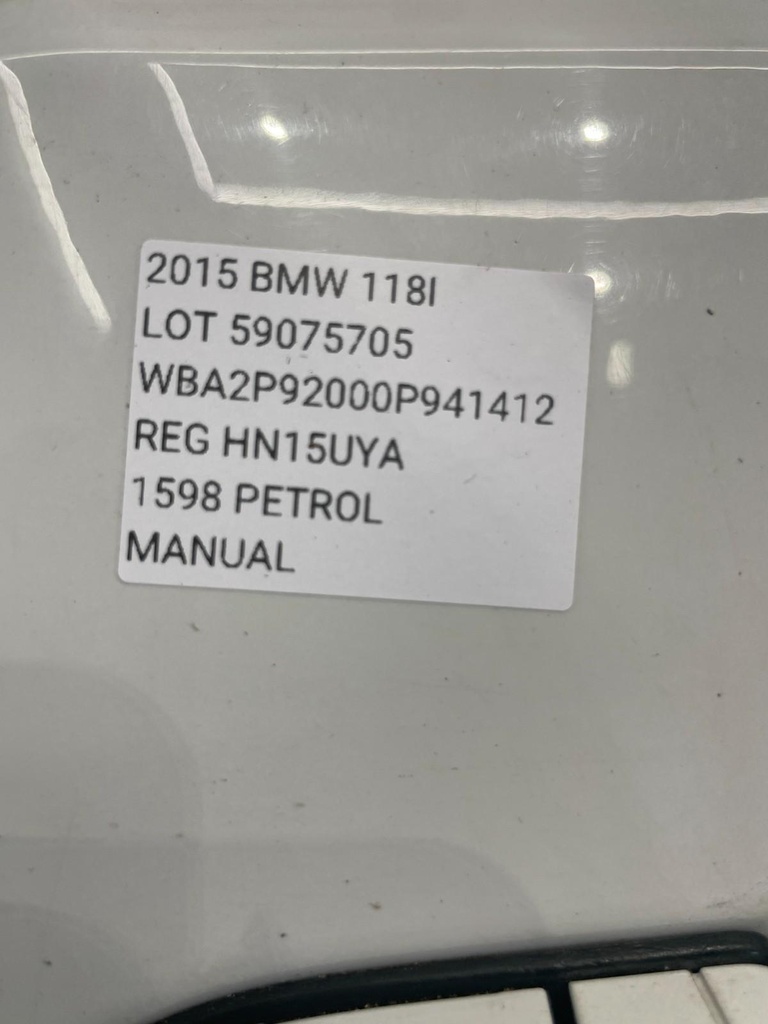 2015 BMW 118I
LOT 59075705
WBA2P92000P941412
REG HN15UYA
1598 PETROL
MANUAL